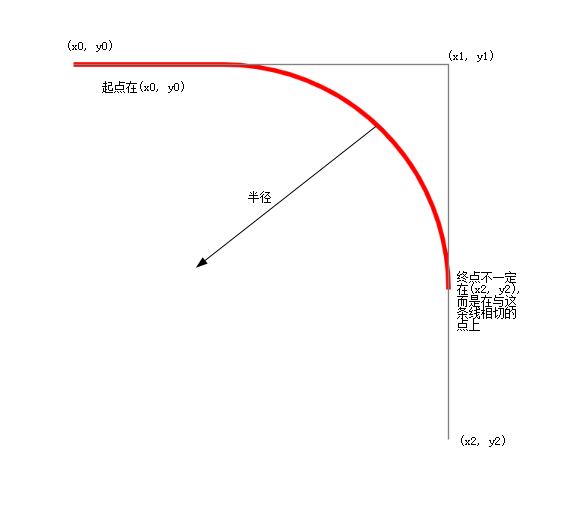 (x0, y0)
(x1, y1)
起点在(x0, y0)
半径
终点不一定
在(x2, y2),
而是在与这
条线相切的
点上
(x2, y2)